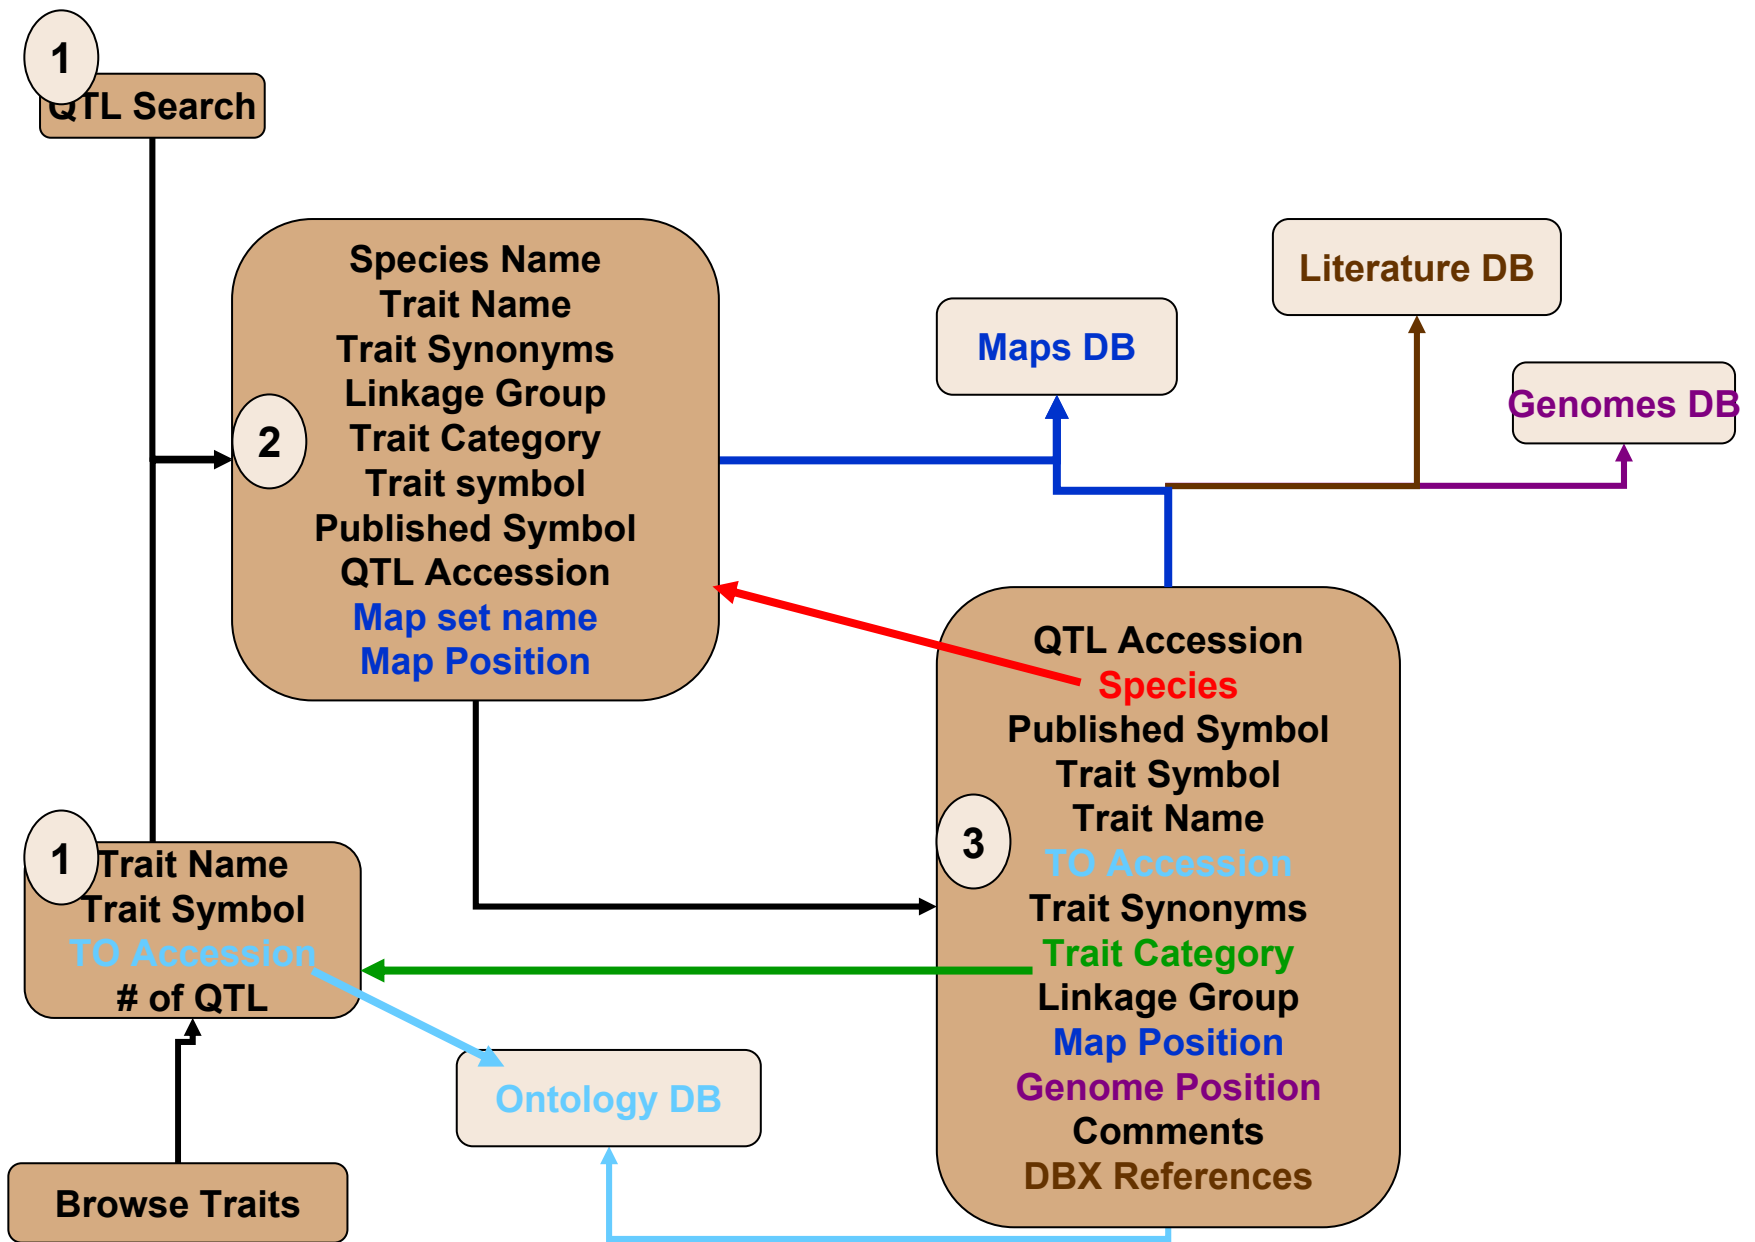 1
QTL Search
Species Name
Trait Name
Trait Synonyms
Linkage Group
Trait Category
Trait symbol
Published Symbol
QTL Accession
Map set name
Map Position
2
Maps DB
Literature DB
Genomes DB
QTL Accession
Species
Published Symbol
Trait Symbol
Trait Name
TO Accession
Trait Synonyms
Trait Category
Linkage Group
Map Position
Genome Position
Comments
DBX References
3
1
Trait Name
Trait Symbol
TO Accession
# of QTL
Ontology DB
Browse Traits